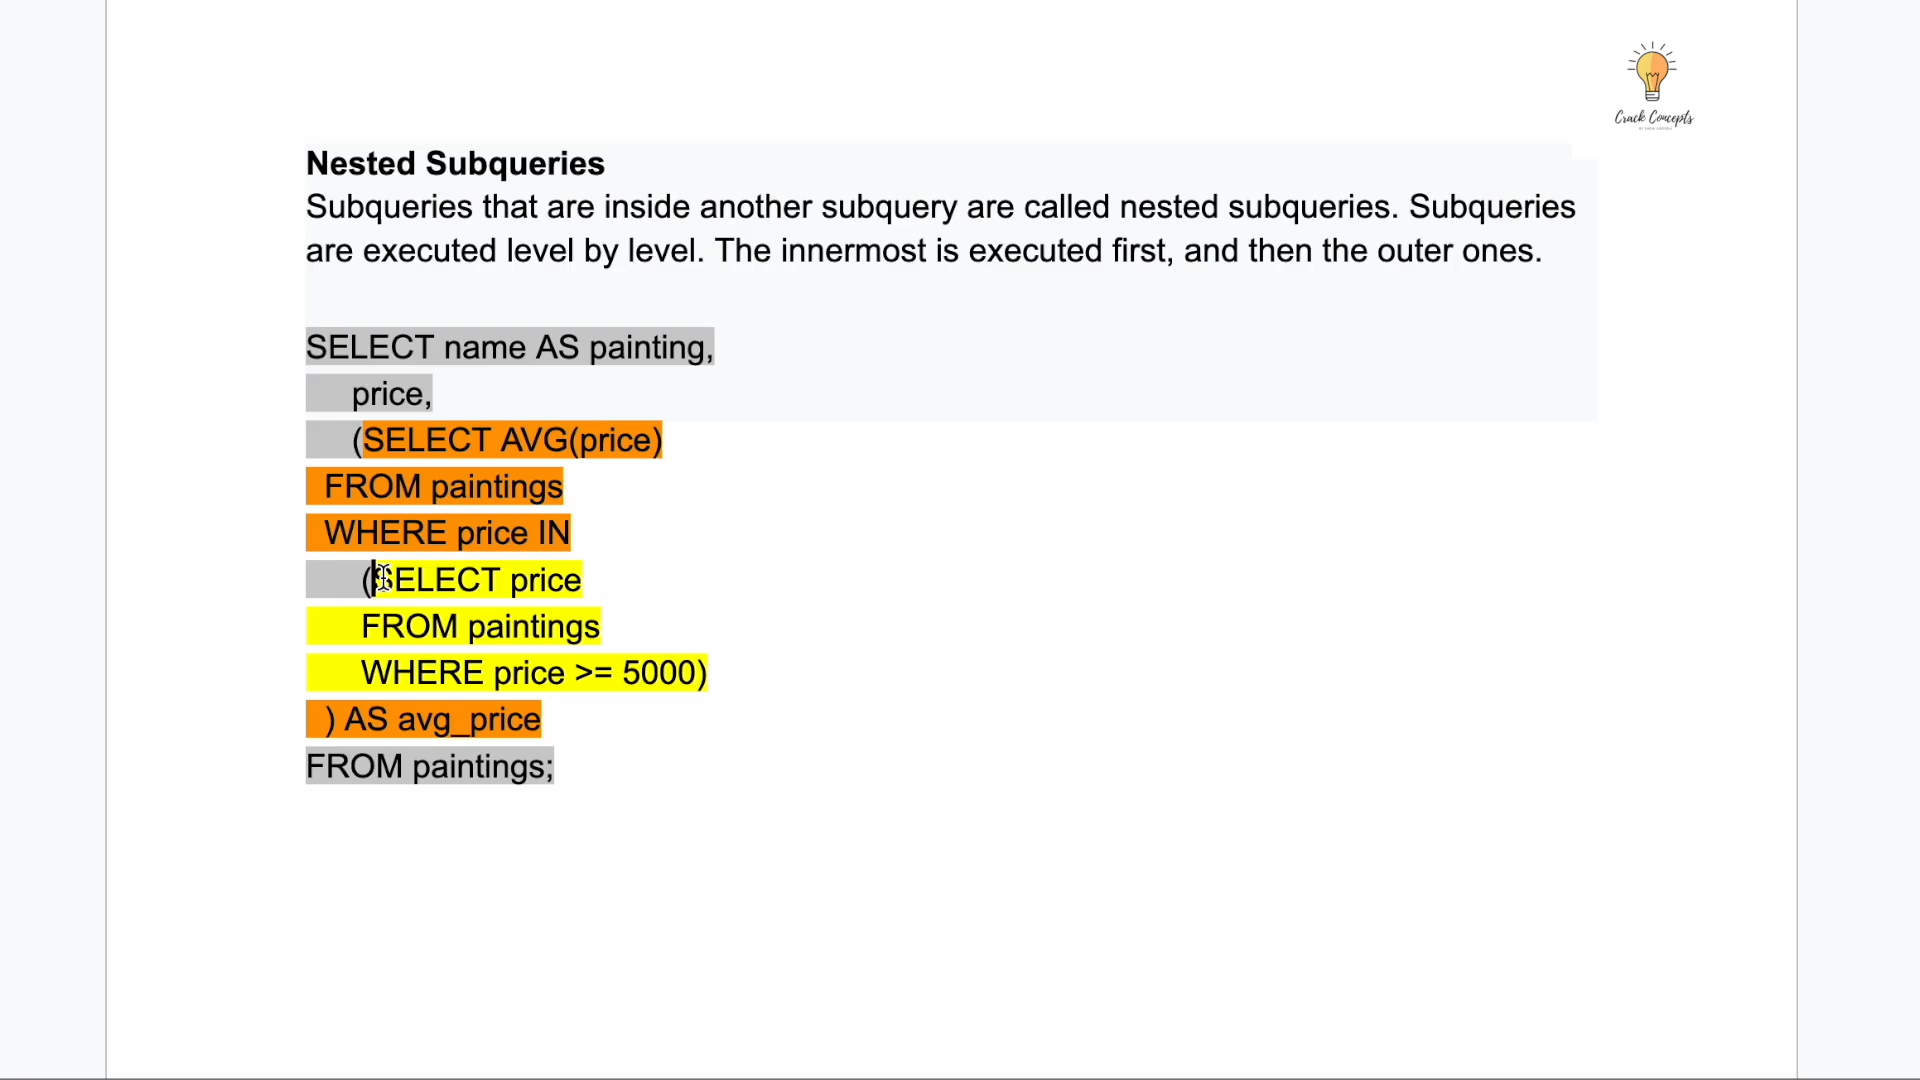 Crack Concepts
Nested Subqueries
Subqueries that are inside another subquery are called nested subqueries. Subqueries
are executed level by level. The innermost is executed first, and then the outer ones.
SELECT name AS painting,
price,
(SELECT AVG(price)
FROM paintings
WHERE price IN
(SELECT price
FROM paintings
WHERE price >= 5000)
) AS avg_price
FROM paintings;